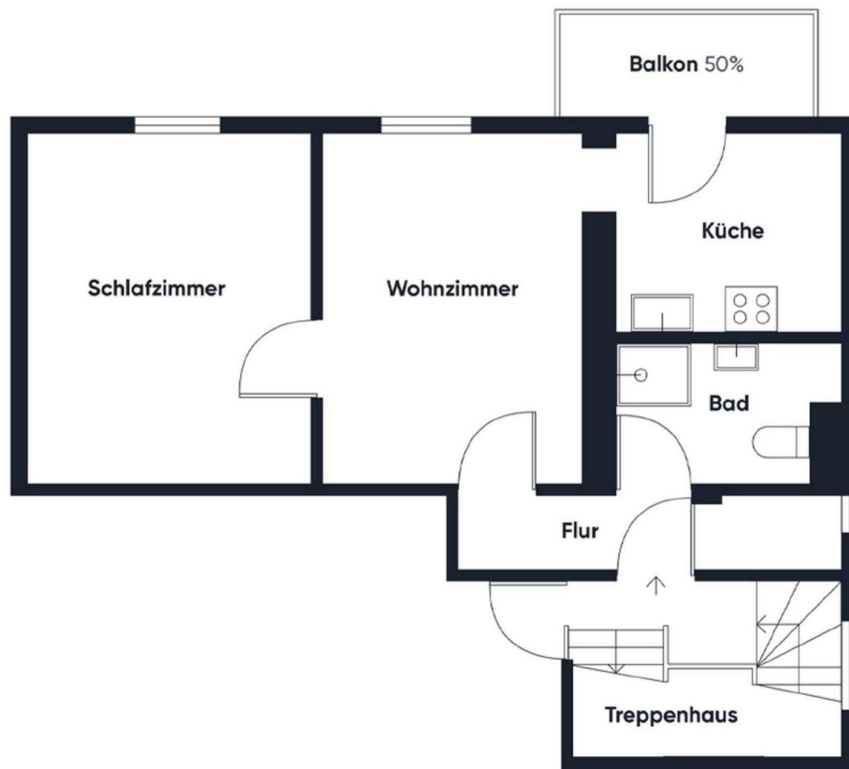 Balkon 50%
Küche
Schlafzimmer
Wohnzimmer
Bad
Flur
Treppenhaus